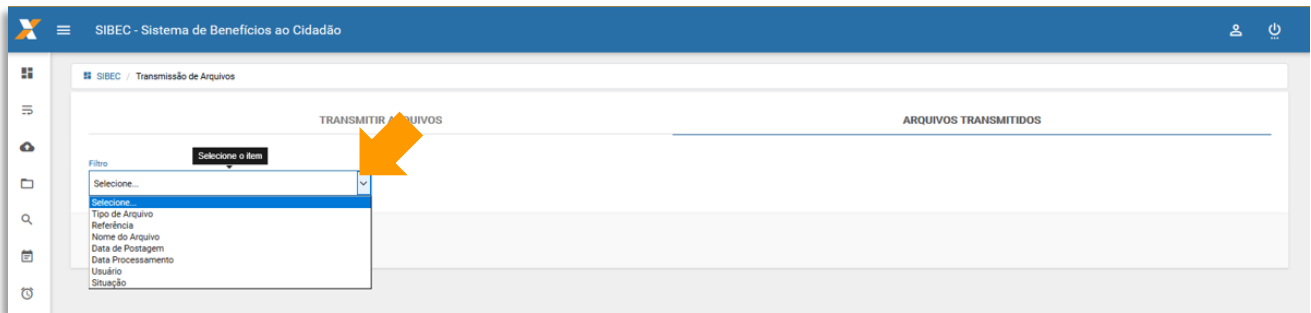 SIBEC - Sistema de Benefícios ao Cidadão
SIBEC / Transmissão de Arquivos
TRANSMITIR ARQUIVOS
ARQUIVOS TRANSMITIDOS
Selecione o item
Filtro
Selecione...
Selecione...
Tipo de Arquivo
Referência
Nome do Arquivo
Data de Postagem
Data Processamento
Usuário
Situação